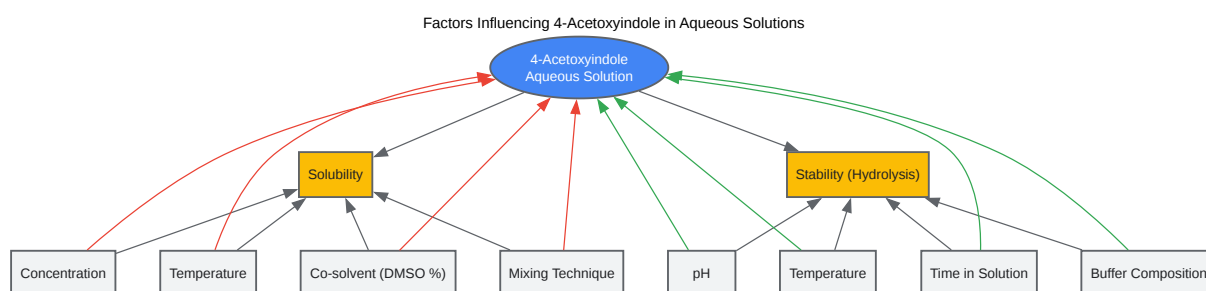 Factors Influencing 4-Acetoxyindole in Aqueous Solutions
4-Acetoxyindole
Aqueous Solution
Solubility
Stability (Hydrolysis)
Concentration
Temperature
Co-solvent (DMSO %)
Mixing Technique
pH
Temperature
Time in Solution
Buffer Composition